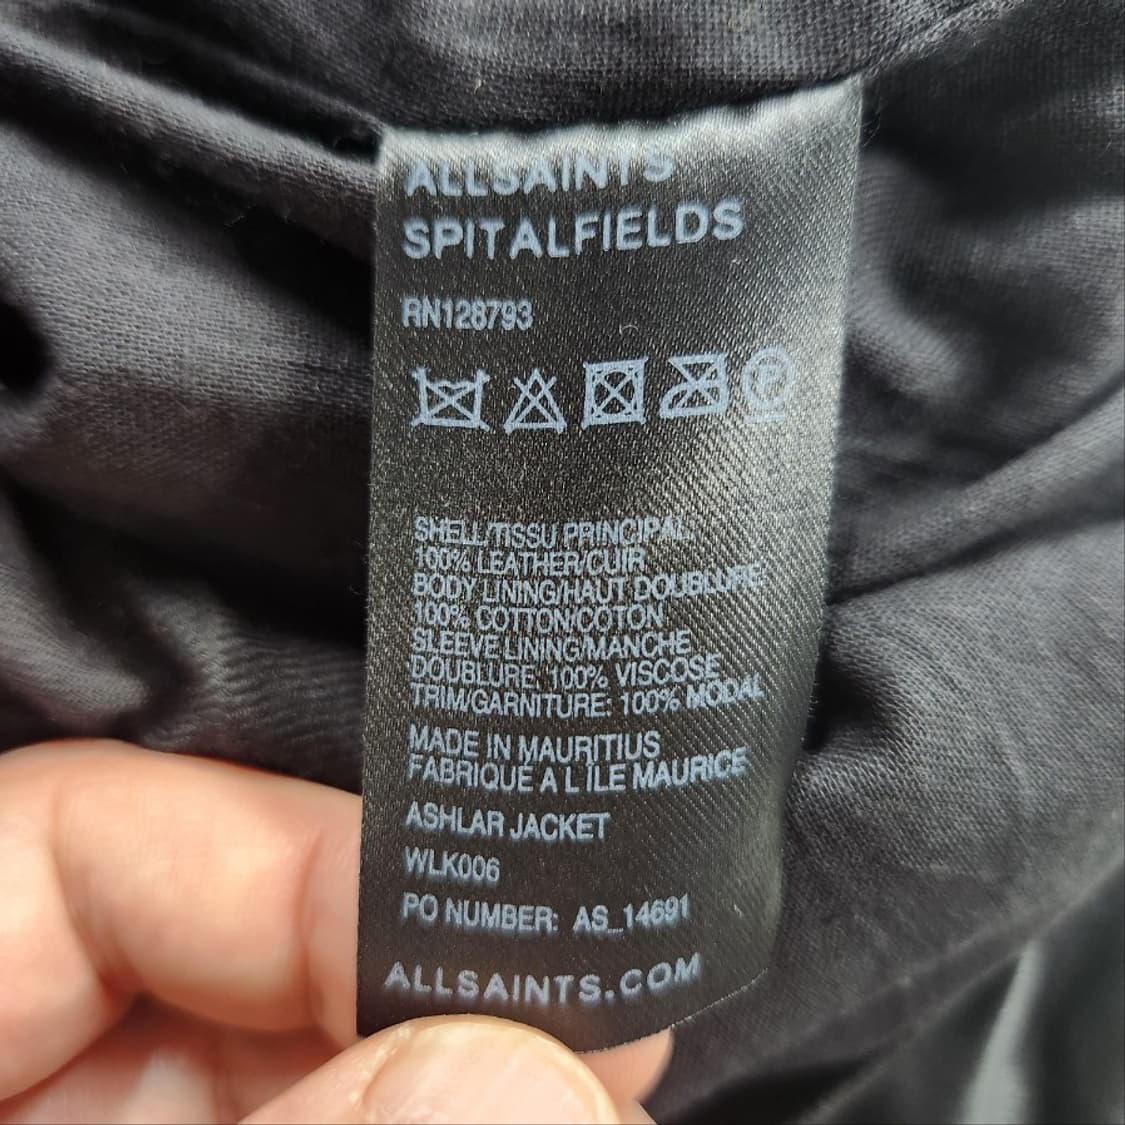 ALLSAINTS
SPITALFIELDS
RN128793
P
SHELL/TISSU PRINCIPAL:
100% LEATHER/CUIR
BODY LINING/HAUT DOUBLURE:
100% COTTON/COTON
SLEEVE LINING/MANCHE
DOUBLURE: 100% VISCOSE
TRIM/GARNITURE: 100% MODAL
MADE IN MAURITIUS
FABRIQUE A L ÎLE MAURICE
ASHLAR JACKET
WLK006
PO NUMBER: AS_14691
ALLSAINTS.COM